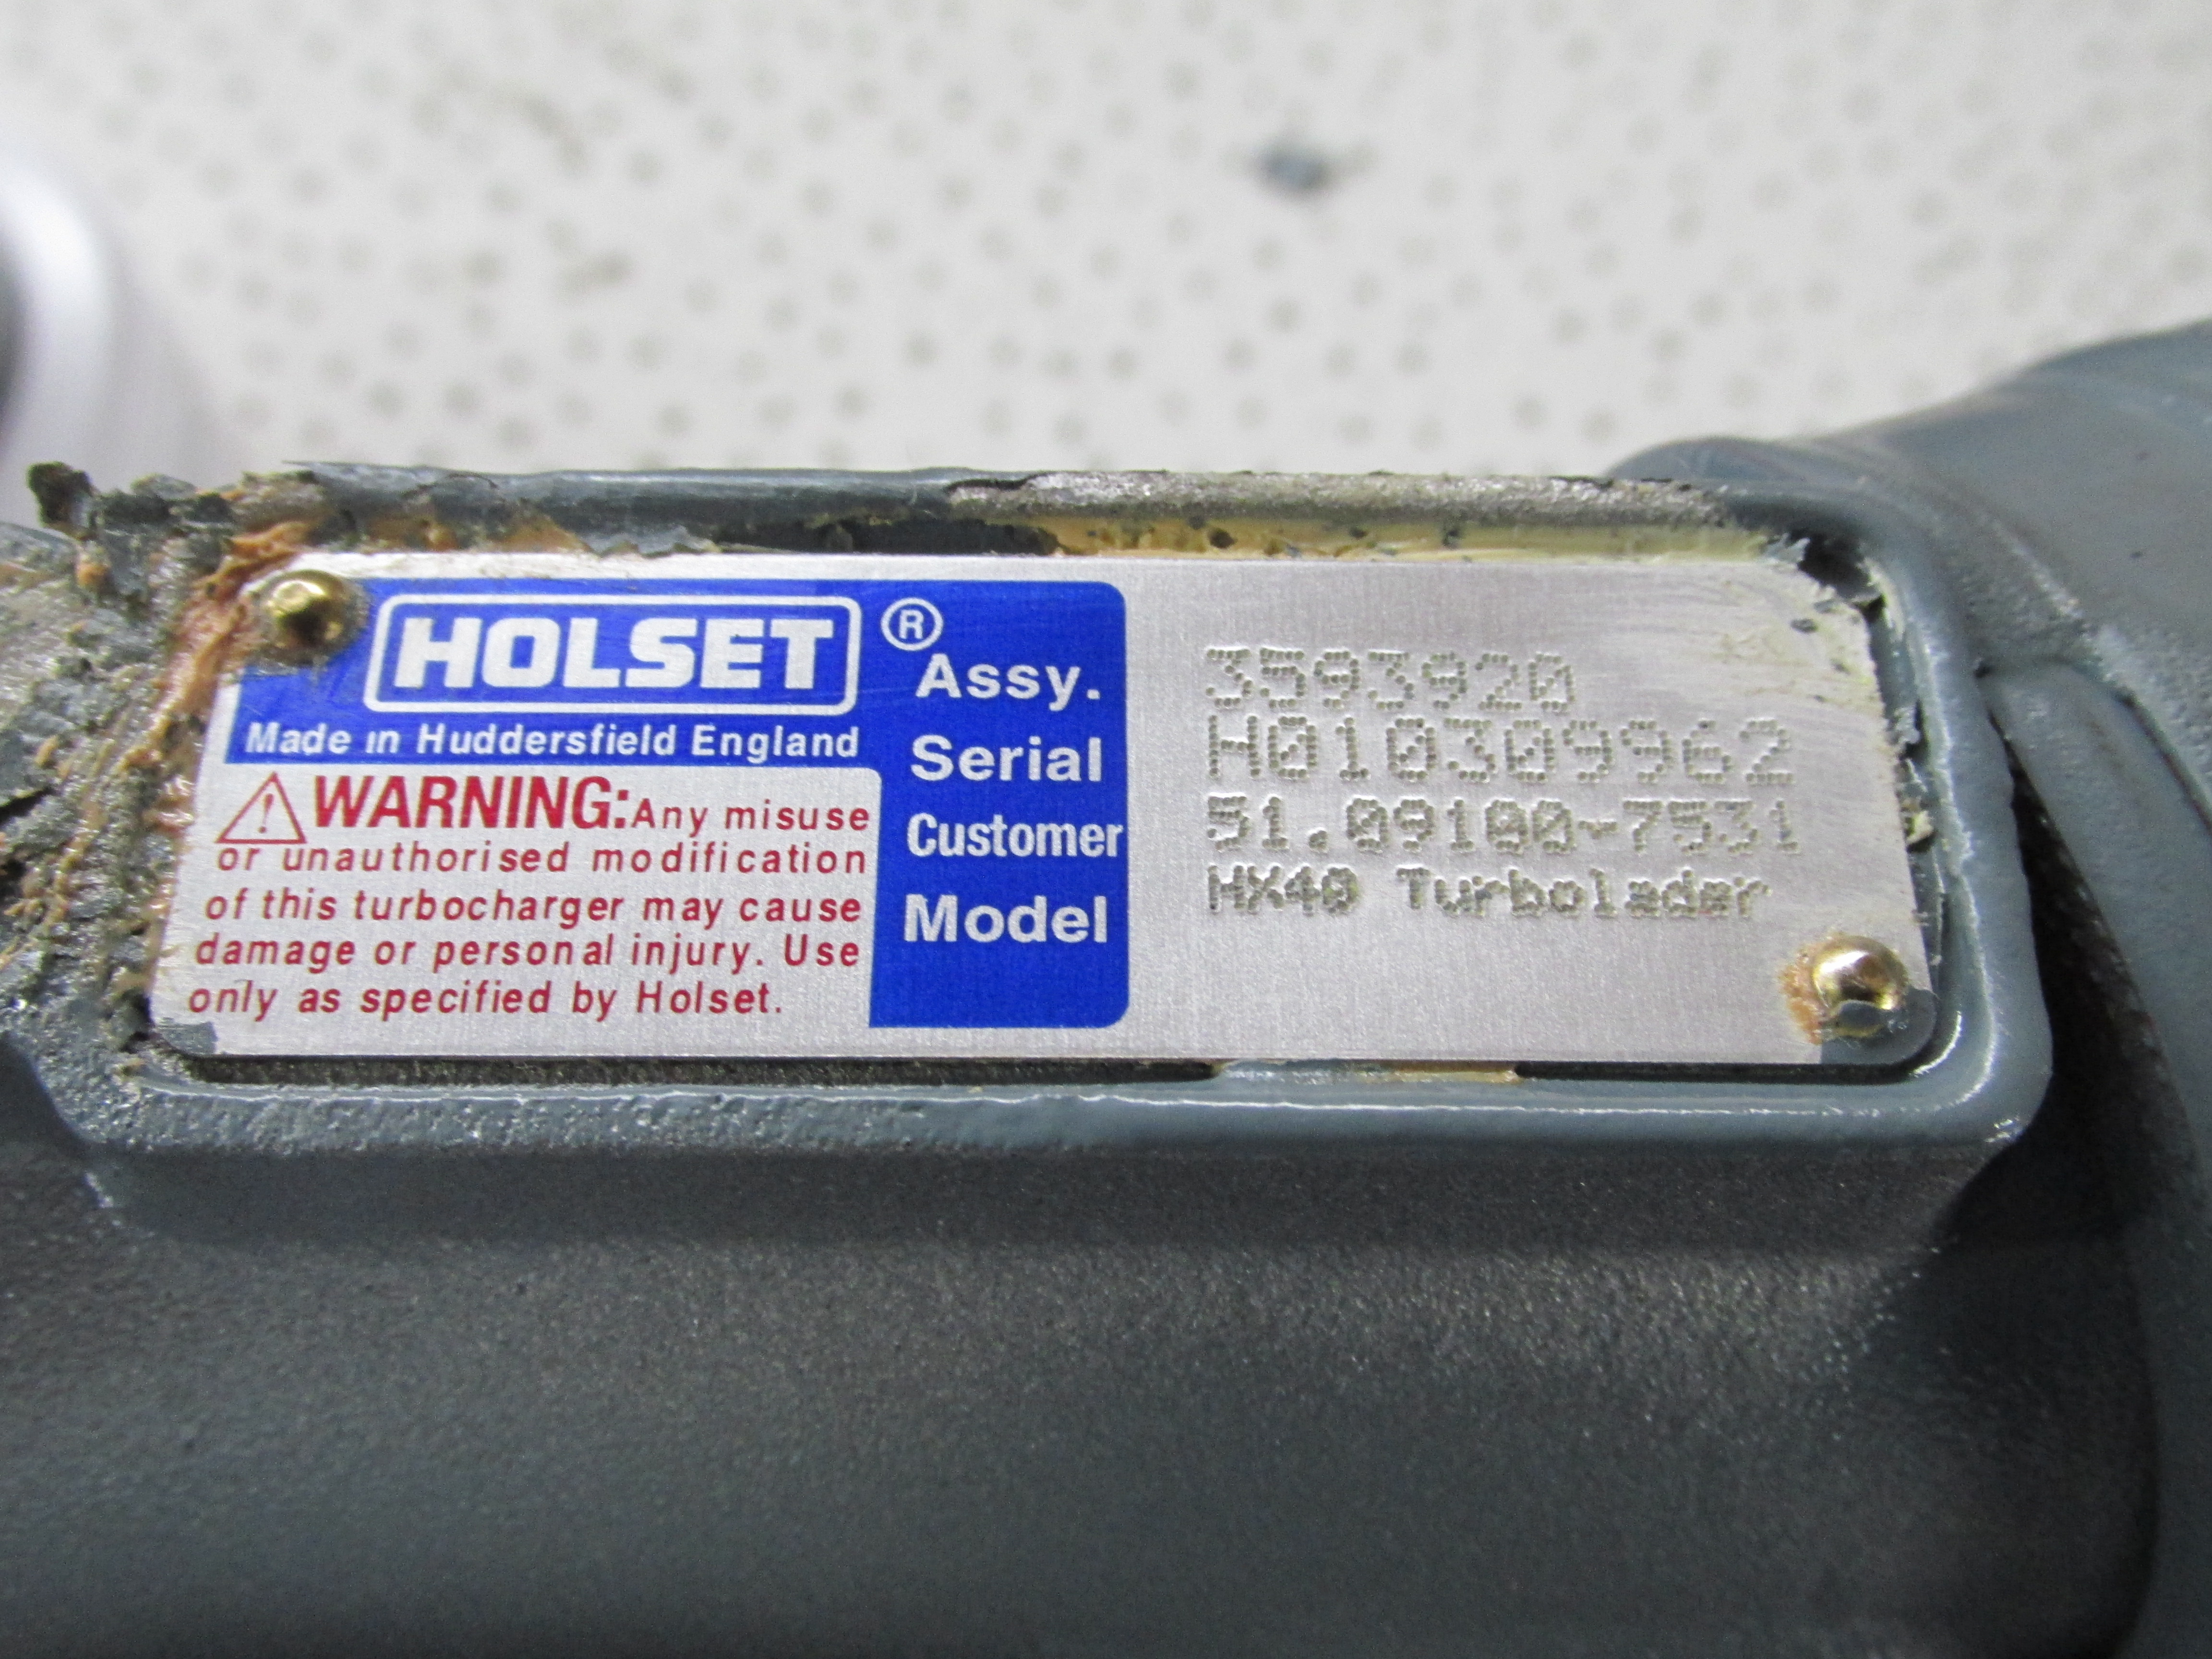 HOLSET ®
Made in Huddersfield England
WARNING: Any misuse
or unauthorised modification
of this turbocharger may cause
damage or personal injury. Use
only as specified by Holset.
Assy. 3593920
Serial H010309962
Customer 51.09100-7531
Model HX40 Turbolader